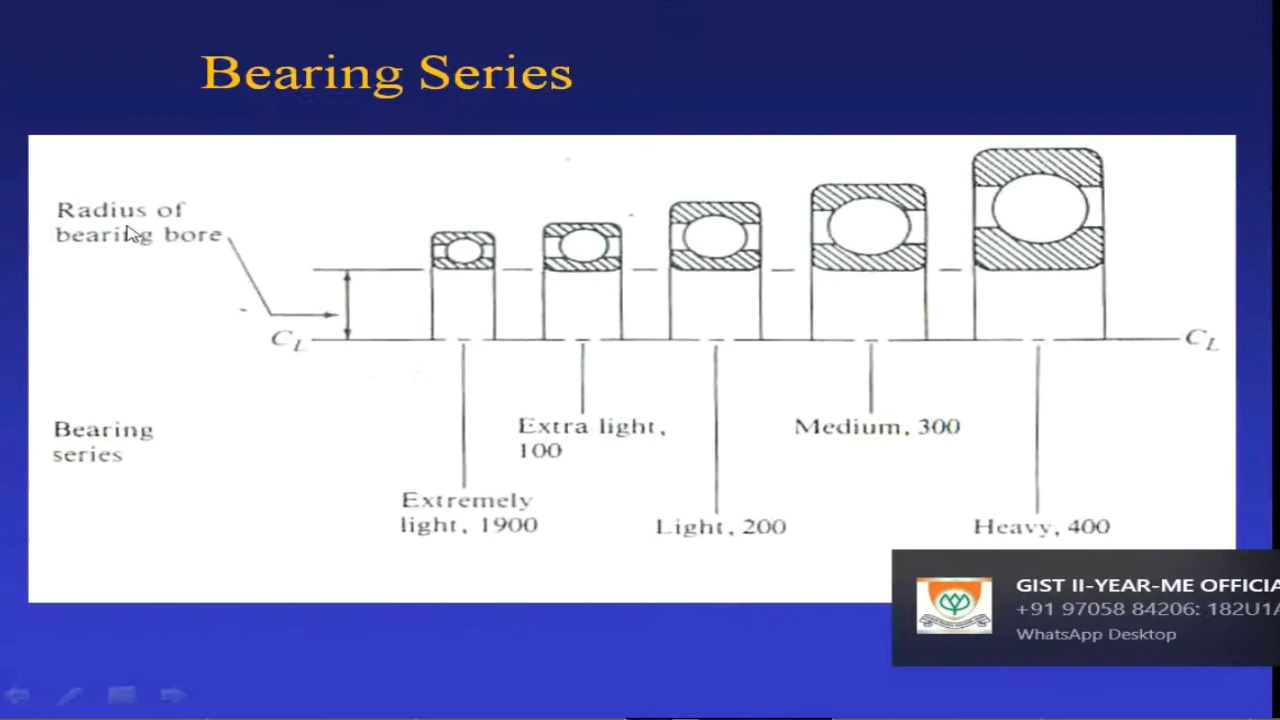 Bearing Series
Radius of
bearing bore
C_L
C_L
Bearing
series
Extra light,
100
Medium, 300
Extremely
light, 1900
Light, 200
Heavy, 400
GIST II-YEAR-ME OFFICIA
+91 97058 84206: 182U1A
WhatsApp Desktop